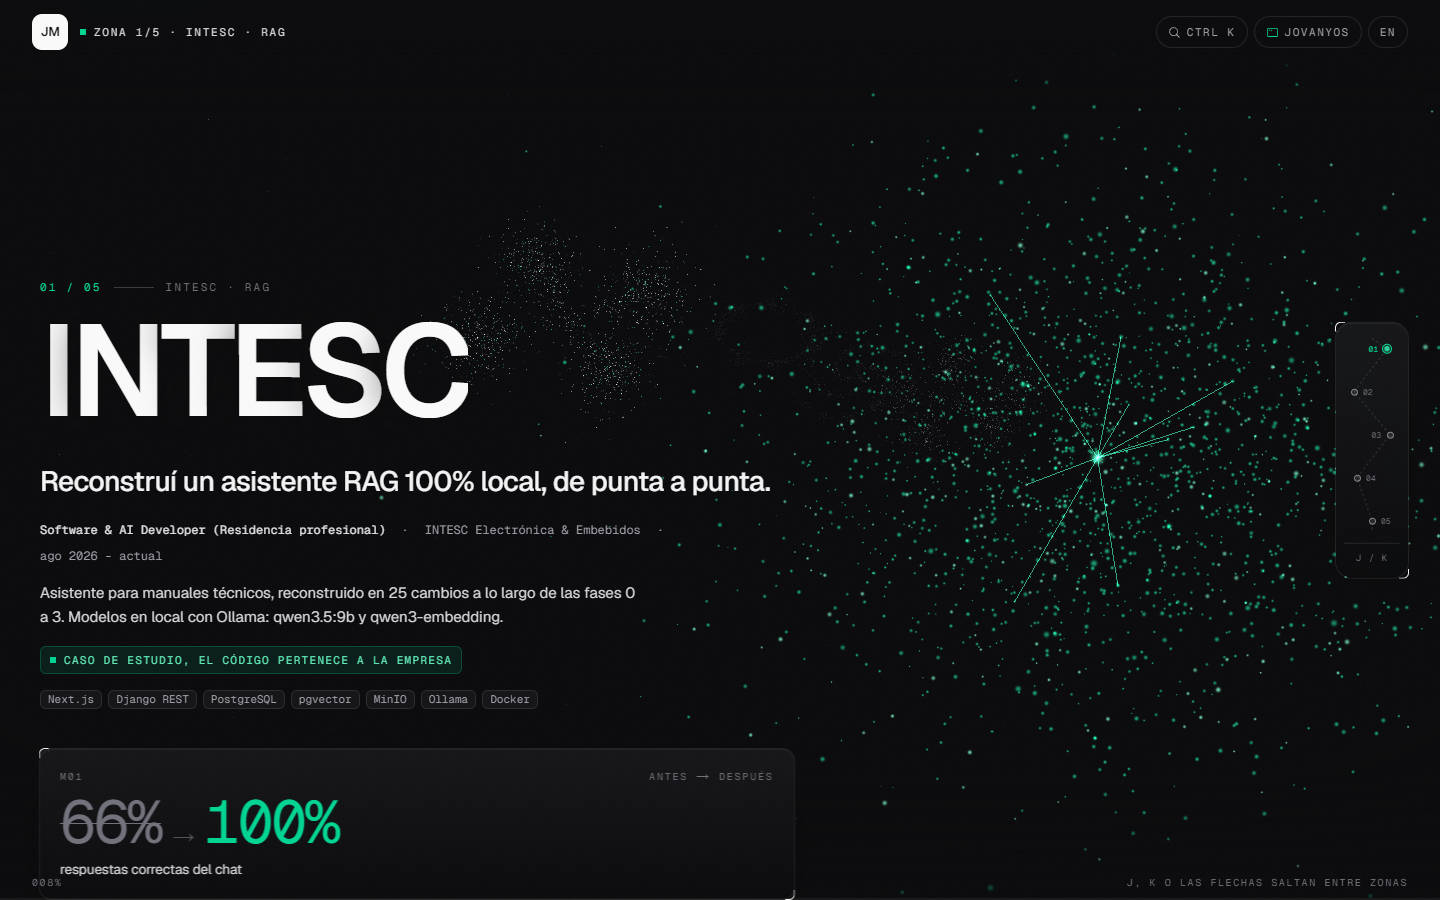 JM
ZONA 1/5 · INTESC · RAG
CTRL K
JOVANYOS
EN
01 / 05
INTESC · RAG
INTESC
Reconstruí un asistente RAG 100% local, de punta a punta.
Software & AI Developer (Residencia profesional) · INTESC Electrónica & Embebidos ·
ago 2026 - actual
Asistente para manuales técnicos, reconstruido en 25 cambios a lo largo de las fases 0
a 3. Modelos en local con Ollama: qwen3.5:9b y qwen3-embedding.
CASO DE ESTUDIO, EL CÓDIGO PERTENECE A LA EMPRESA
Next.js
Django REST
PostgreSQL
pgvector
MinIO
Ollama
Docker
M01
ANTES → DESPUÉS
66% → 100%
respuestas correctas del chat
008%
01
02
03
04
05
J / K
J, K O LAS FLECHAS SALTAN ENTRE ZONAS